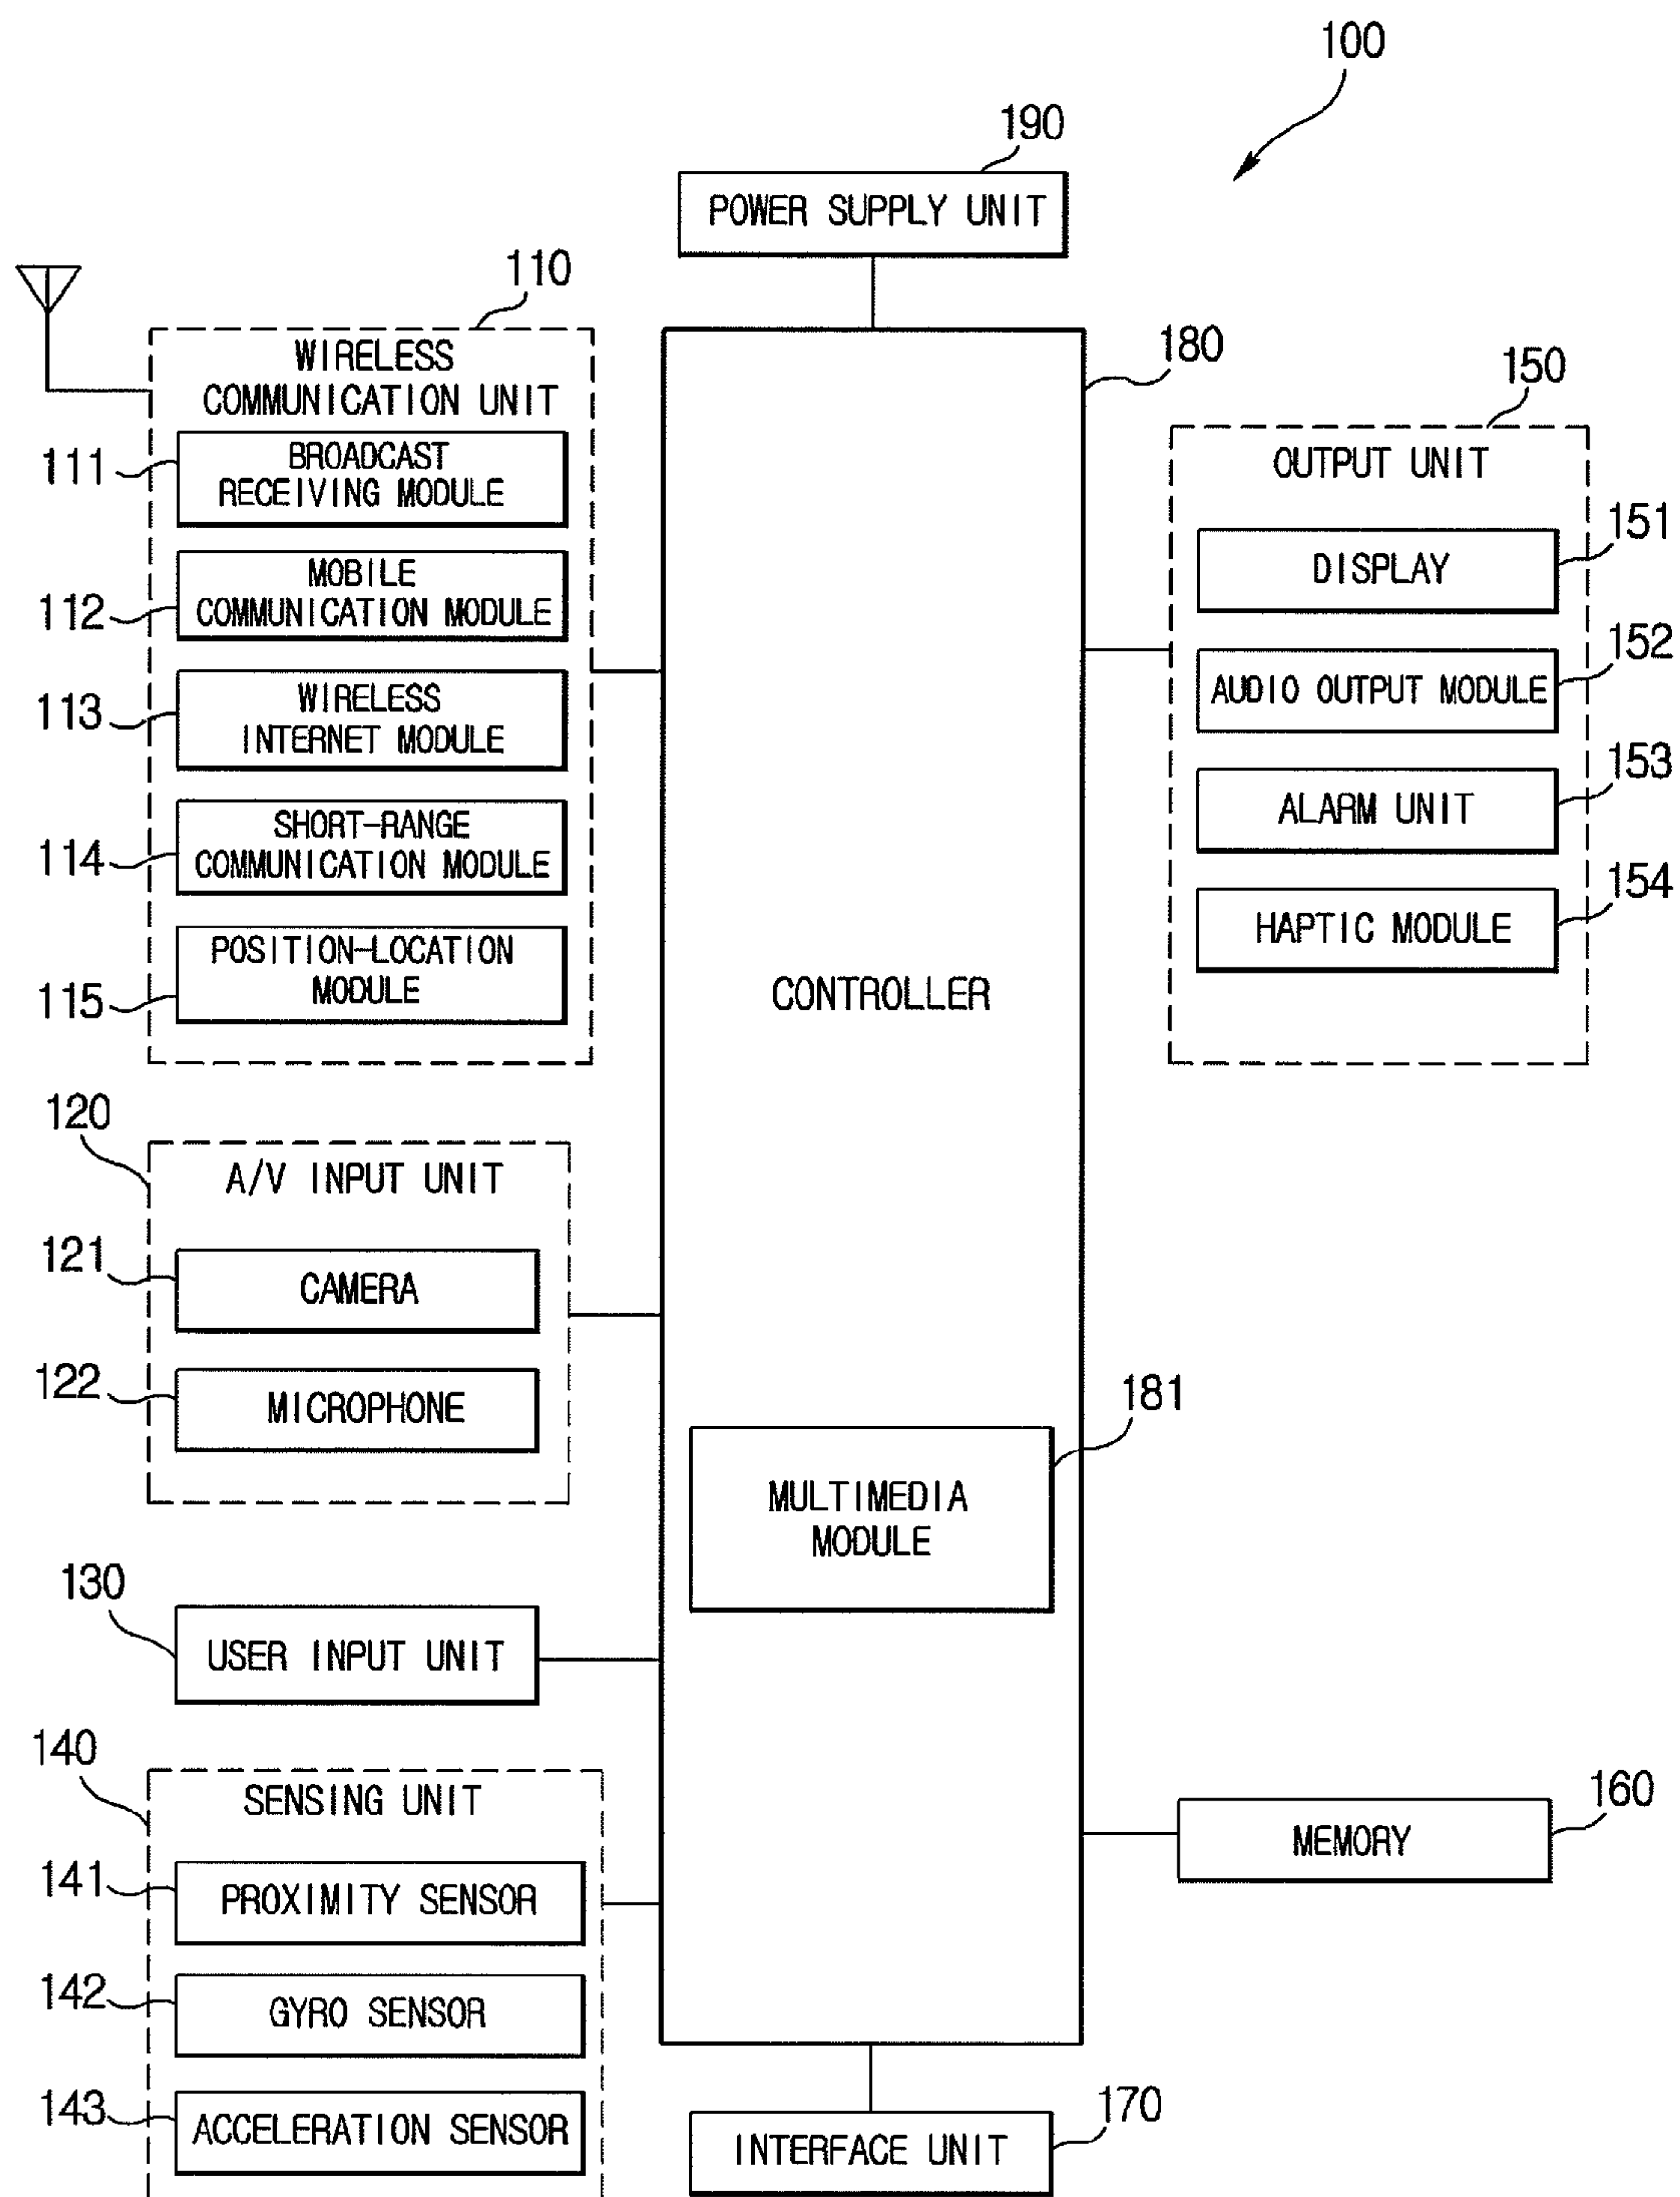 100
190
POWER SUPPLY UNIT
110
WIRELESS
COMMUNICATION UNIT
111
BROADCAST
RECEIVING MODULE
112
MOBILE
COMMUNICATION MODULE
113
WIRELESS
INTERNET MODULE
114
SHORT-RANGE
COMMUNICATION MODULE
115
POSITION-LOCATION
MODULE
120
A/V INPUT UNIT
121
CAMERA
122
MICROPHONE
130
USER INPUT UNIT
140
SENSING UNIT
141
PROXIMITY SENSOR
142
GYRO SENSOR
143
ACCELERATION SENSOR
180
CONTROLLER
181
MULTIMEDIA
MODULE
170
INTERFACE UNIT
150
OUTPUT UNIT
151
DISPLAY
152
AUDIO OUTPUT MODULE
153
ALARM UNIT
154
HAPTIC MODULE
160
MEMORY